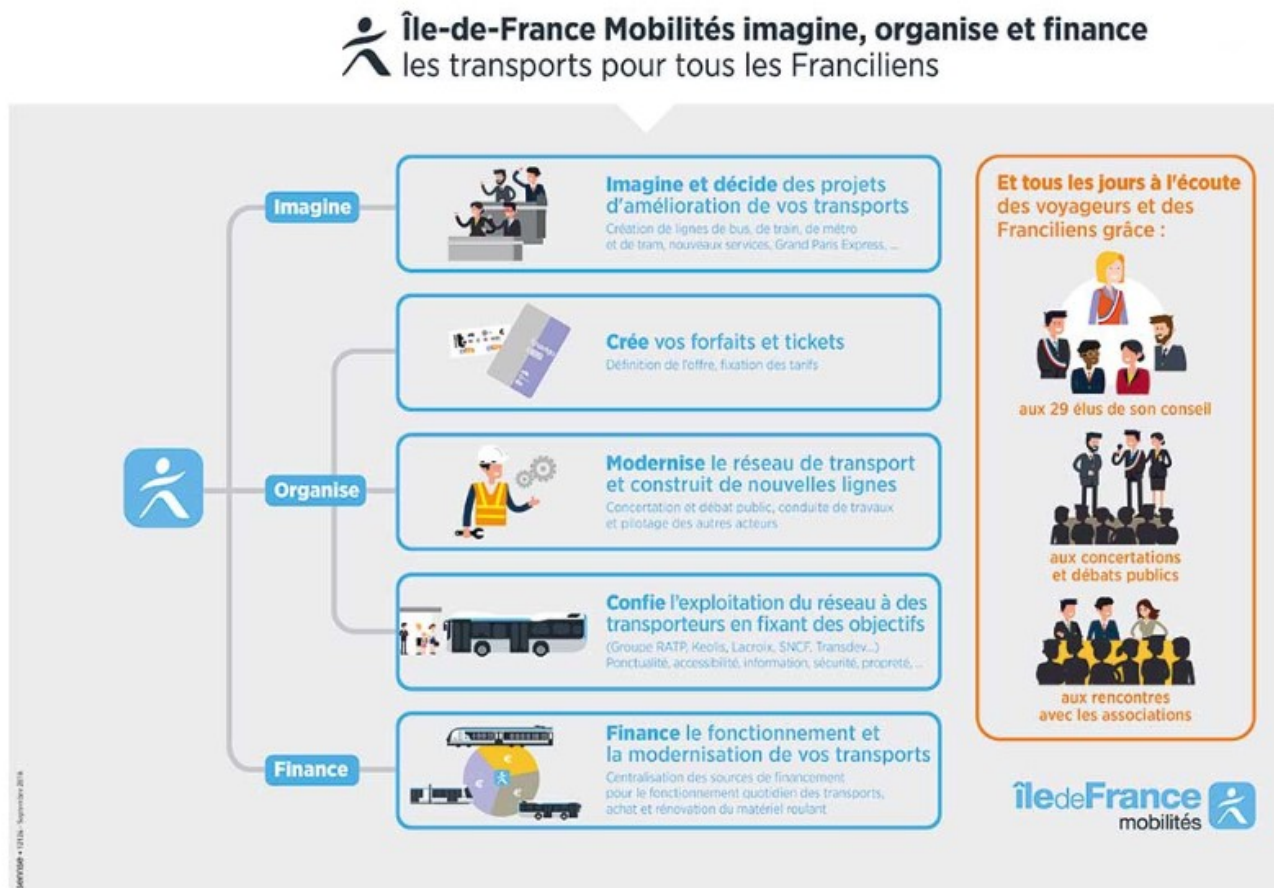 Île-de-France Mobilités imagine, organise et finance
les transports pour tous les Franciliens
Imagine
Imagine et décide des projets
d'amélioration de vos transports
Création de lignes de bus, de train, de métro
et de tram, nouveaux services, Grand Paris Express, ...
Organise
Crée vos forfaits et tickets
Définition de l'offre, fixation des tarifs
Modernise le réseau de transport
et construit de nouvelles lignes
Concertation et débat public, conduite de travaux
et pilotage des autres acteurs
Confie l'exploitation du réseau à des
transporteurs en fixant des objectifs
(Groupe RATP, Keolis, Lacroix, SNCF, Transdev...)
Ponctualité, accessibilité, information, sécurité, propreté, ...
Finance
Finance le fonctionnement et
la modernisation de vos transports
Centralisation des sources de financement
pour le fonctionnement quotidien des transports,
achat et rénovation du matériel roulant
Et tous les jours à l'écoute
des voyageurs et des
Franciliens grâce :
aux 29 élus de son conseil
aux concertations
et débats publics
aux rencontres
avec les associations
île de France
mobilités